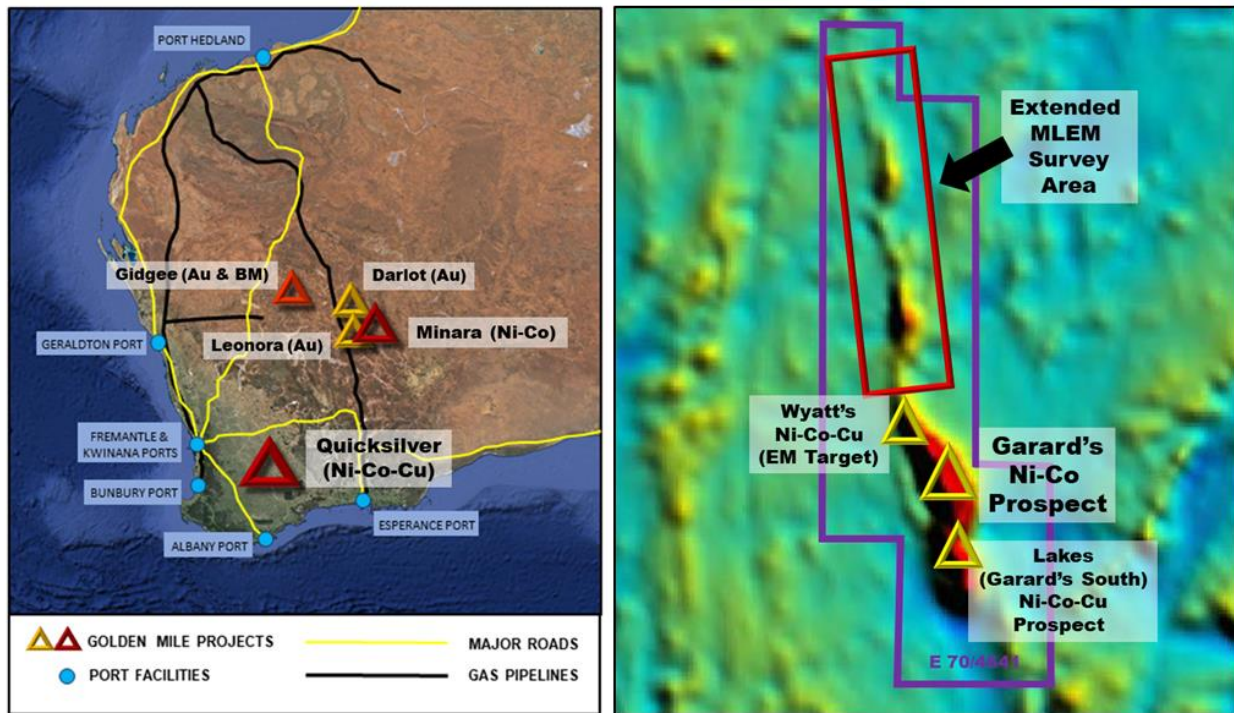 PORT HEDLAND
Gidgee (Au & BM)
Darlot (Au)
Leonora (Au)
Minara (Ni-Co)
GERALDTON PORT
FREMANTLE &
KWINANA PORTS
Quicksilver
(Ni-Co-Cu)
BUNBURY PORT
ESPERANCE PORT
ALBANY PORT
GOLDEN MILE PROJECTS
MAJOR ROADS
PORT FACILITIES
GAS PIPELINES
Extended
MLEM
Survey
Area
Wyatt's
Ni-Co-Cu
(EM Target)
Garard's
Ni-Co
Prospect
Lakes
(Garard's South)
Ni-Co-Cu
Prospect
E 70/4641